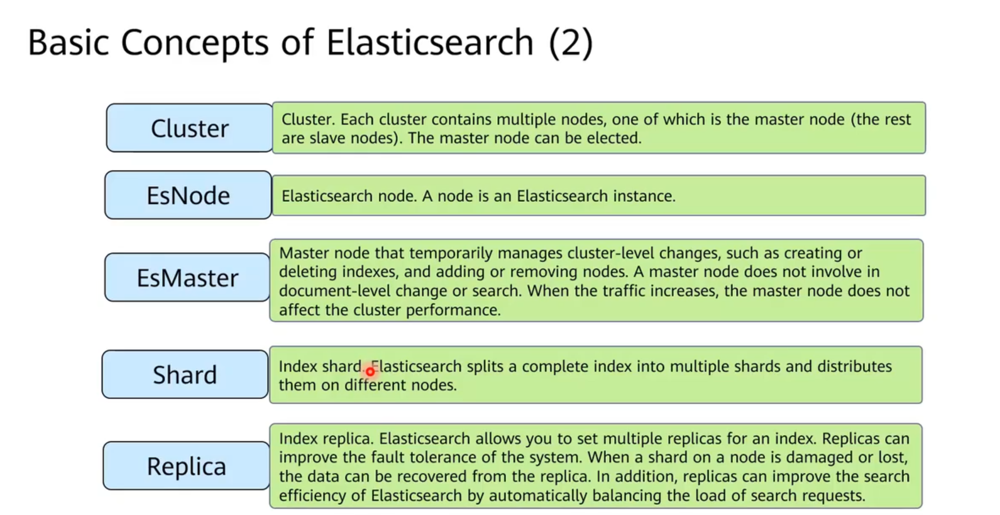 Basic Concepts of Elasticsearch (2)
Cluster
Cluster. Each cluster contains multiple nodes, one of which is the master node (the rest
are slave nodes). The master node can be elected.
EsNode
Elasticsearch node. A node is an Elasticsearch instance.
EsMaster
Master node that temporarily manages cluster-level changes, such as creating or
deleting indexes, and adding or removing nodes. A master node does not involve in
document-level change or search. When the traffic increases, the master node does not
affect the cluster performance.
Shard
Index shard. Elasticsearch splits a complete index into multiple shards and distributes
them on different nodes.
Replica
Index replica. Elasticsearch allows you to set multiple replicas for an index. Replicas can
improve the fault tolerance of the system. When a shard on a node is damaged or lost,
the data can be recovered from the replica. In addition, replicas can improve the search
efficiency of Elasticsearch by automatically balancing the load of search requests.